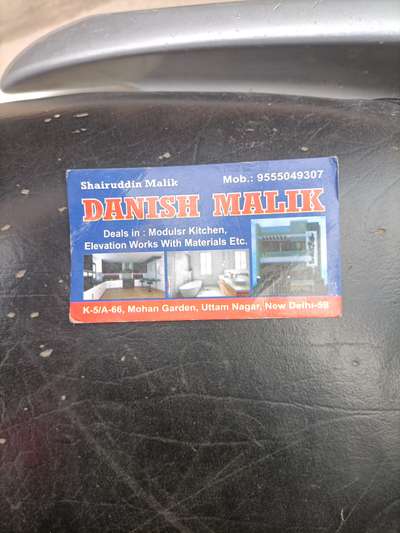 Shairuddin Malik Mob.: 9555049307
DANISH MALIK
Deals in : Modulsr Kitchen,
Elevation Works With Materials Etc.
K-5/A-66, Mohan Garden, Uttam Nagar, New Delhi-59